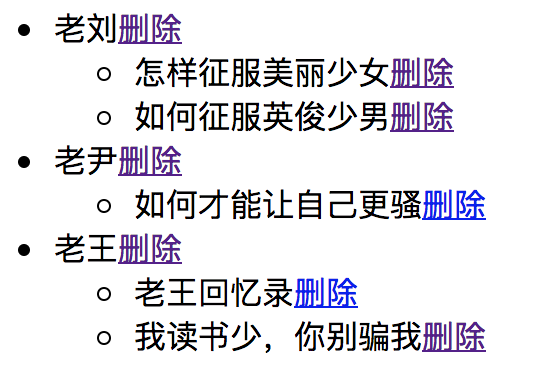 老刘删除
怎样征服美丽少女删除
如何征服英俊少男删除
老尹删除
如何才能让自己更骚删除
老王删除
老王回忆录删除
我读书少，你别骗我删除